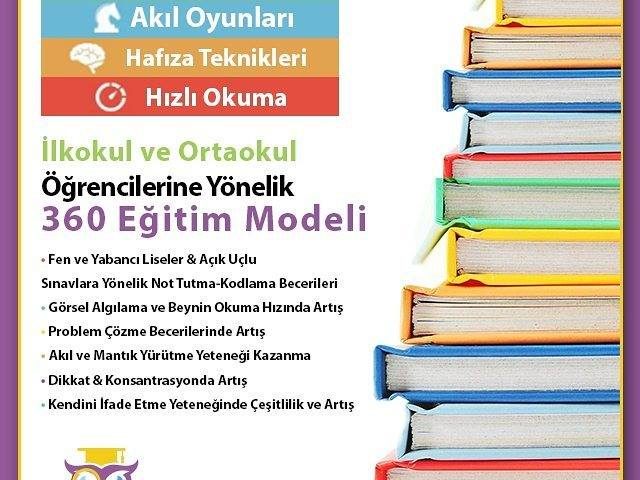 Akıl Oyunları
Hafıza Teknikleri
Hızlı Okuma
İlkokul ve Ortaokul
Öğrencilerine Yönelik
360 Eğitim Modeli
• Fen ve Yabancı Liseler & Açık Uçlu
Sınavlara Yönelik Not Tutma-Kodlama Becerileri
• Görsel Algılama ve Beynin Okuma Hızında Artış
• Problem Çözme Becerilerinde Artış
• Akıl ve Mantık Yürütme Yeteneği Kazanma
• Dikkat & Konsantrasyonda Artış
• Kendini İfade Etme Yeteneğinde Çeşitlilik ve Artış